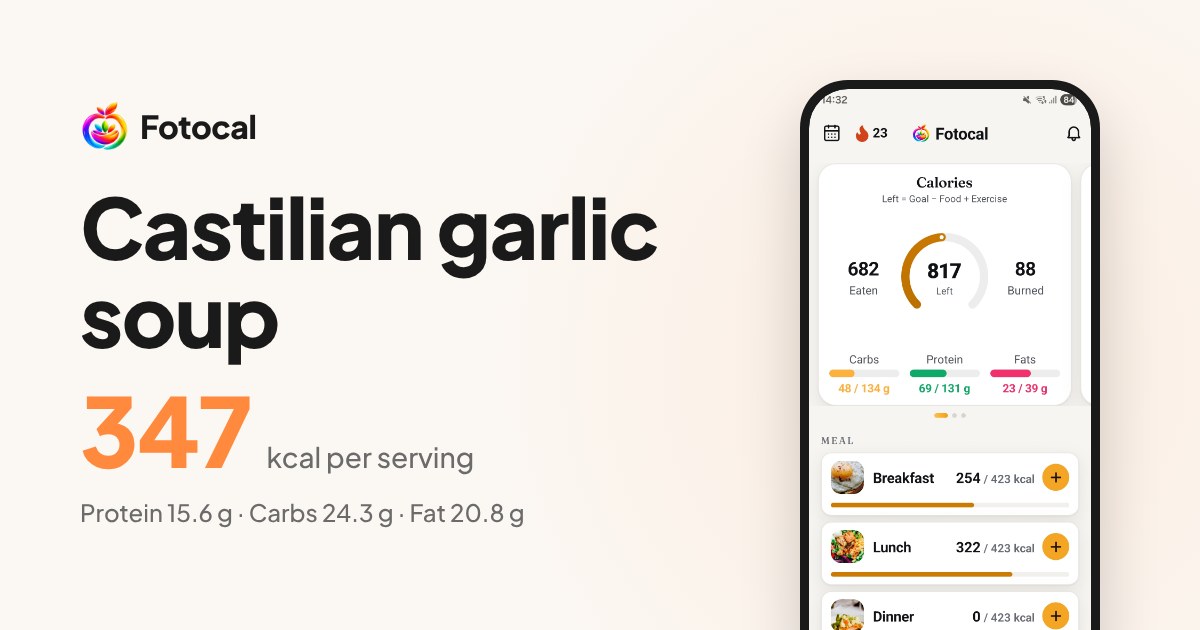 Fotocal
Castilian garlic
soup
347 kcal per serving
Protein 15.6 g · Carbs 24.3 g · Fat 20.8 g
14:32
84
23
Fotocal
Calories
Left = Goal − Food + Exercise
682
Eaten
817
Left
88
Burned
Carbs
48 / 134 g
Protein
69 / 131 g
Fats
23 / 39 g
MEAL
Breakfast 254 / 423 kcal +
Lunch 322 / 423 kcal +
Dinner 0 / 423 kcal +